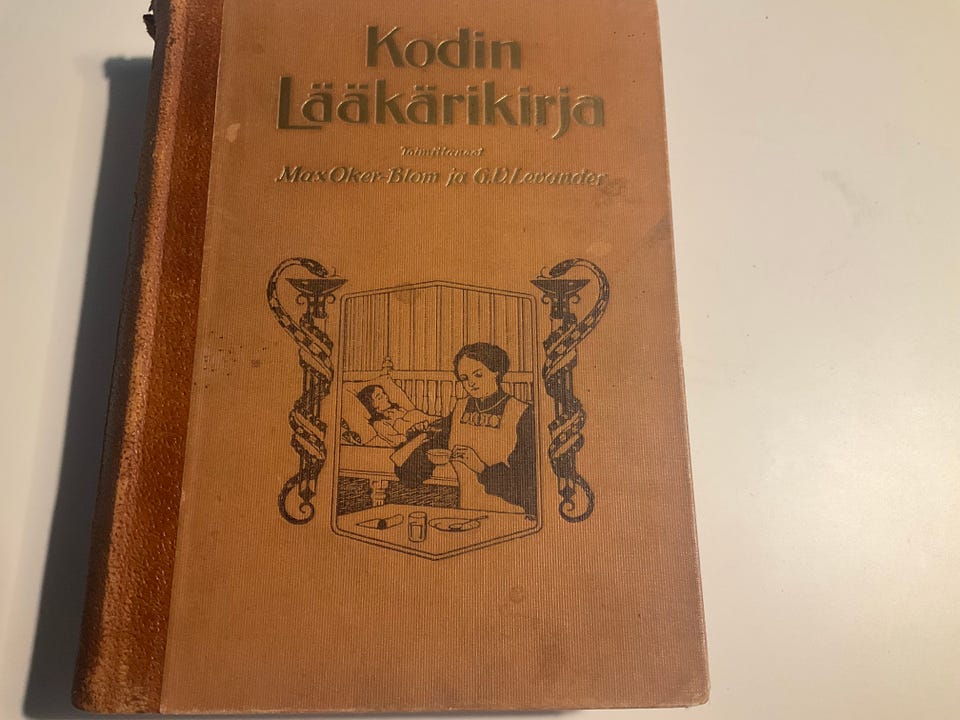 Kodin
Lääkärikirja
Toimittaneet
Max Oker-Blom ja G.D.Levander